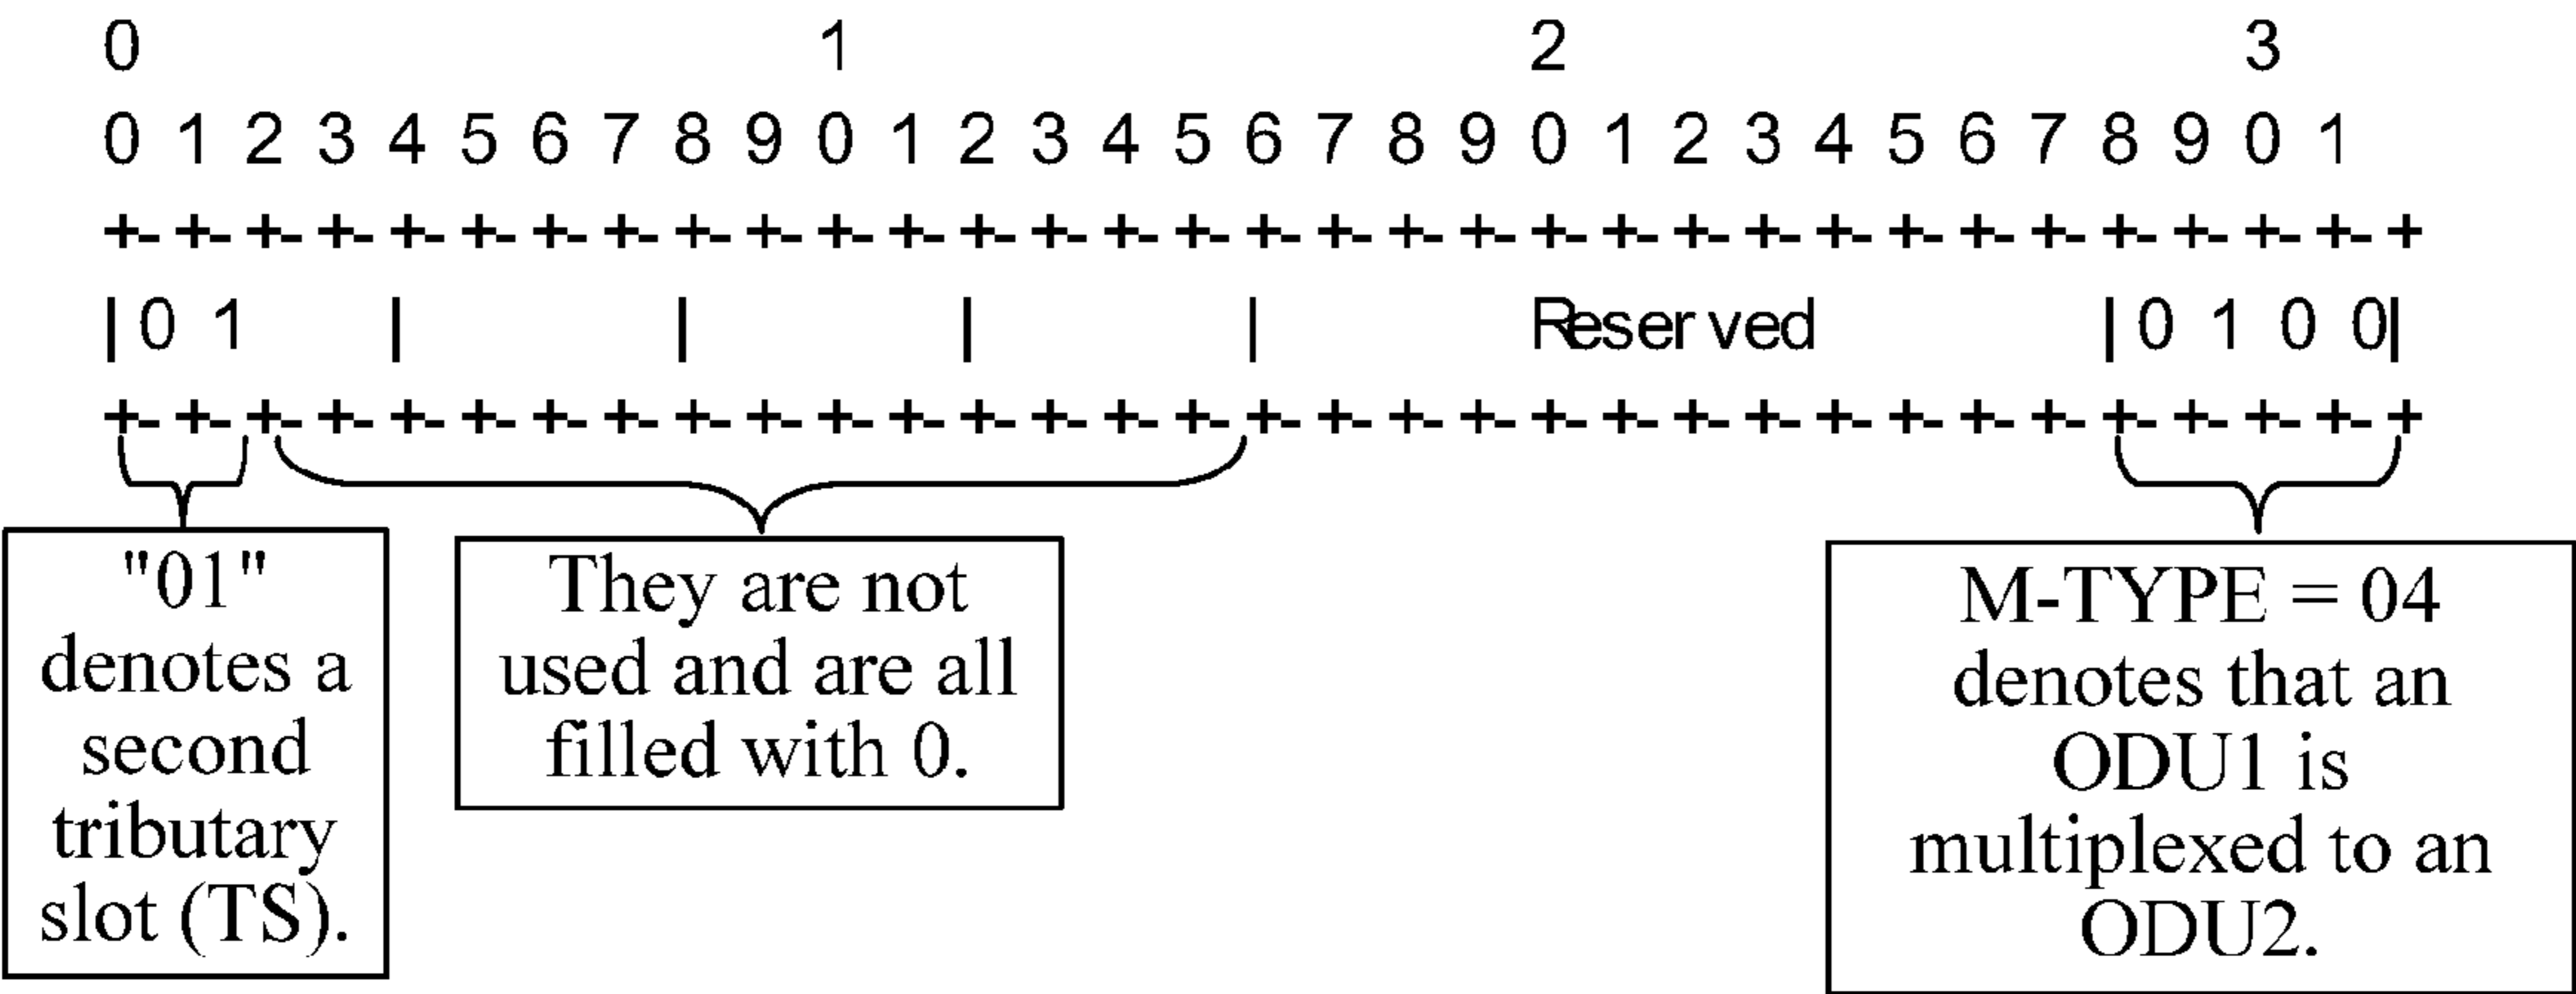 0 1 2 3
0 1 2 3 4 5 6 7 8 9 0 1 2 3 4 5 6 7 8 9 0 1 2 3 4 5 6 7 8 9 0 1
+- +- +- +- +- +- +- +- +- +- +- +- +- +- +- +- +- +- +- +- +- +- +- +- +- +- +- +- +- +- +- +- +
| 0 1 | | | | Reserved | 0 1 0 0|
+- +- +- +- +- +- +- +- +- +- +- +- +- +- +- +- +- +- +- +- +- +- +- +- +- +- +- +- +- +- +- +- +
"01"
denotes a
second
tributary
slot (TS).
They are not
used and are all
filled with 0.
M-TYPE = 04
denotes that an
ODU1 is
multiplexed to an
ODU2.